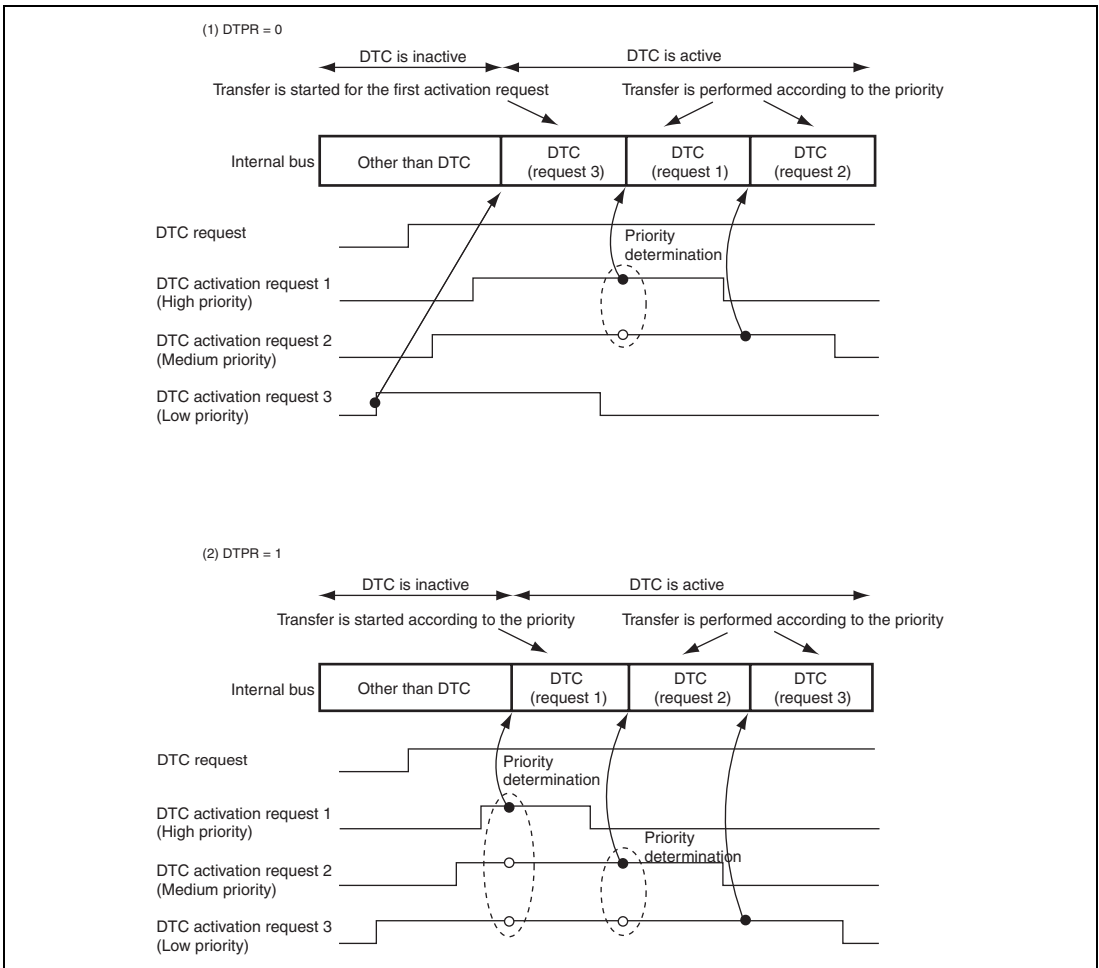 (1) DTPR = 0
DTC is inactive
DTC is active
Transfer is started for the first activation request
Transfer is performed according to the priority
Internal bus
Other than DTC
DTC
(request 3)
DTC
(request 1)
DTC
(request 2)
DTC request
Priority
determination
DTC activation request 1
(High priority)
DTC activation request 2
(Medium priority)
DTC activation request 3
(Low priority)
(2) DTPR = 1
DTC is inactive
DTC is active
Transfer is started according to the priority
Transfer is performed according to the priority
Internal bus
Other than DTC
DTC
(request 1)
DTC
(request 2)
DTC
(request 3)
DTC request
Priority
determination
DTC activation request 1
(High priority)
Priority
determination
DTC activation request 2
(Medium priority)
DTC activation request 3
(Low priority)